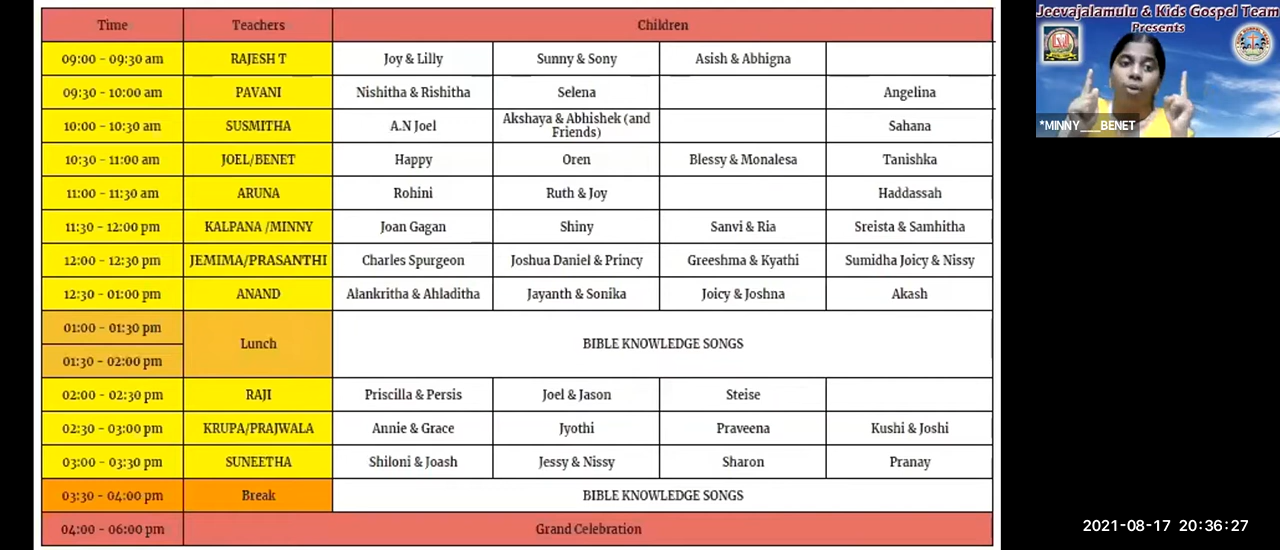 Time Teachers Children
09:00 - 09:30 am RAJESH T Joy & Lilly Sunny & Sony Asish & Abhigna
09:30 - 10:00 am PAVANI Nishitha & Rishitha Selena Angelina
10:00 - 10:30 am SUSMITHA A.N Joel Akshaya & Abhishek (and Friends) Sahana
10:30 - 11:00 am JOEL/BENET Happy Oren Blessy & Monalesa Tanishka
11:00 - 11:30 am ARUNA Rohini Ruth & Joy Haddassah
11:30 - 12:00 pm KALPANA /MINNY Joan Gagan Shiny Sanvi & Ria Sreista & Samhitha
12:00 - 12:30 pm JEMIMA/PRASANTHI Charles Spurgeon Joshua Daniel & Princy Greeshma & Kyathi Sumidha Joicy & Nissy
12:30 - 01:00 pm ANAND Alankritha & Ahladitha Jayanth & Sonika Joicy & Joshna Akash
01:00 - 01:30 pm
Lunch BIBLE KNOWLEDGE SONGS
01:30 - 02:00 pm
02:00 - 02:30 pm RAJI Priscilla & Persis Joel & Jason Steise
02:30 - 03:00 pm KRUPA/PRAJWALA Annie & Grace Jyothi Praveena Kushi & Joshi
03:00 - 03:30 pm SUNEETHA Shiloni & Joash Jessy & Nissy Sharon Pranay
03:30 - 04:00 pm Break BIBLE KNOWLEDGE SONGS
04:00 - 06:00 pm Grand Celebration
Jeevajalamulu & Kids Gospel Team
Presents
*MINNY___BENET
2021-08-17 20:36:27